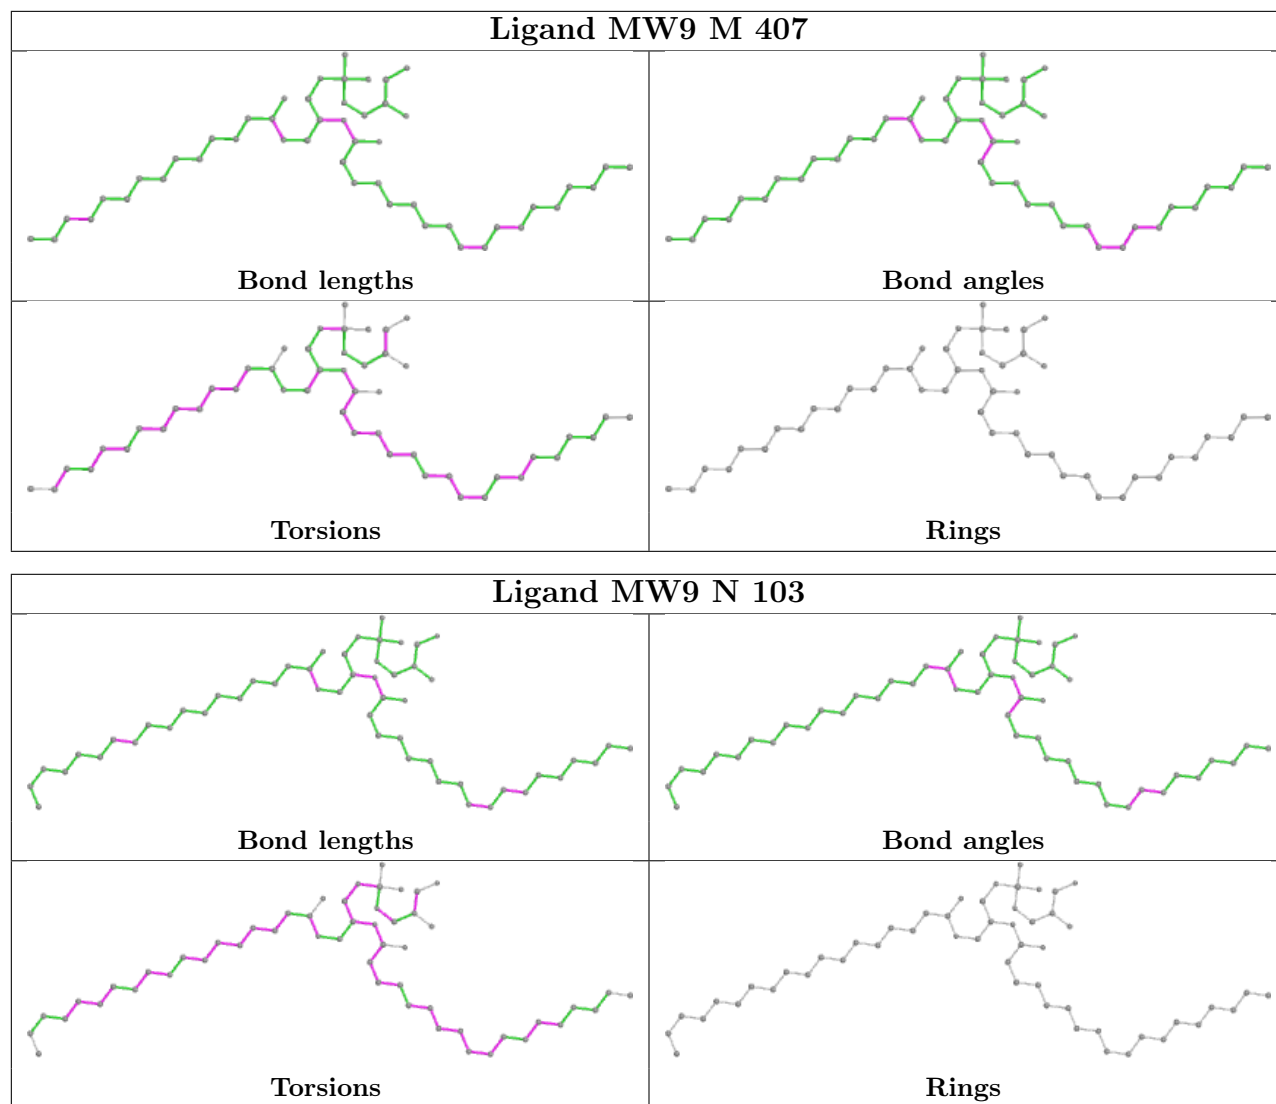 Ligand MW9 M 407
Bond lengths
Bond angles
Torsions
Rings
Ligand MW9 N 103
Bond lengths
Bond angles
Torsions
Rings